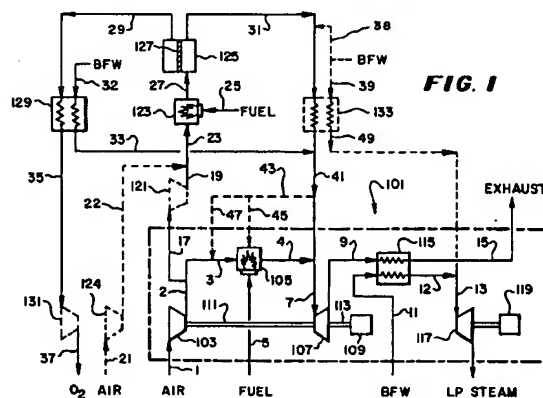 29 31 38
BFW 127 125 BFW
32 27 25 39 FIG. 1
129 123 FUEL 133
23 49
33
35 19 43 41 101 EXHAUST
22 121
47 45
17 9 115 15
131 124 3 4
2 105 7 12 13 119
111 113 11
37 21 103 5 107 109 117
1
O2 AIR AIR FUEL BFW LP STEAM